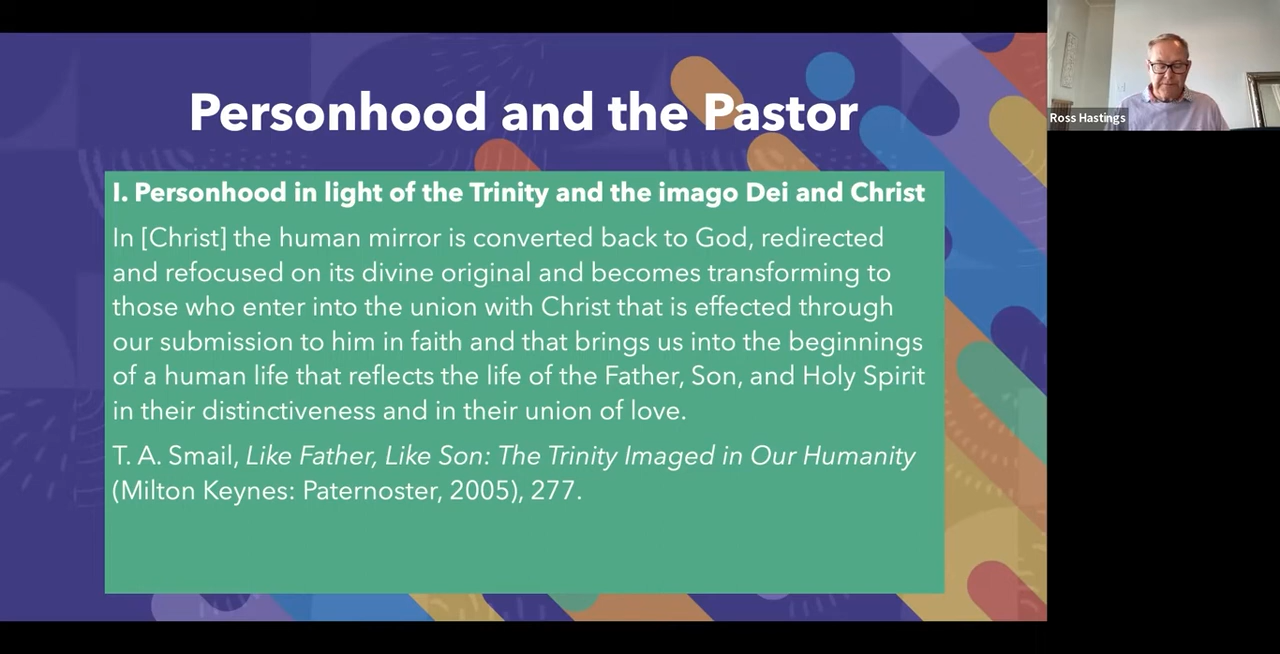 Personhood and the Pastor
Ross Hastings
I. Personhood in light of the Trinity and the imago Dei and Christ
In [Christ] the human mirror is converted back to God, redirected
and refocused on its divine original and becomes transforming to
those who enter into the union with Christ that is effected through
our submission to him in faith and that brings us into the beginnings
of a human life that reflects the life of the Father, Son, and Holy Spirit
in their distinctiveness and in their union of love.
T. A. Smail, Like Father, Like Son: The Trinity Imaged in Our Humanity
(Milton Keynes: Paternoster, 2005), 277.